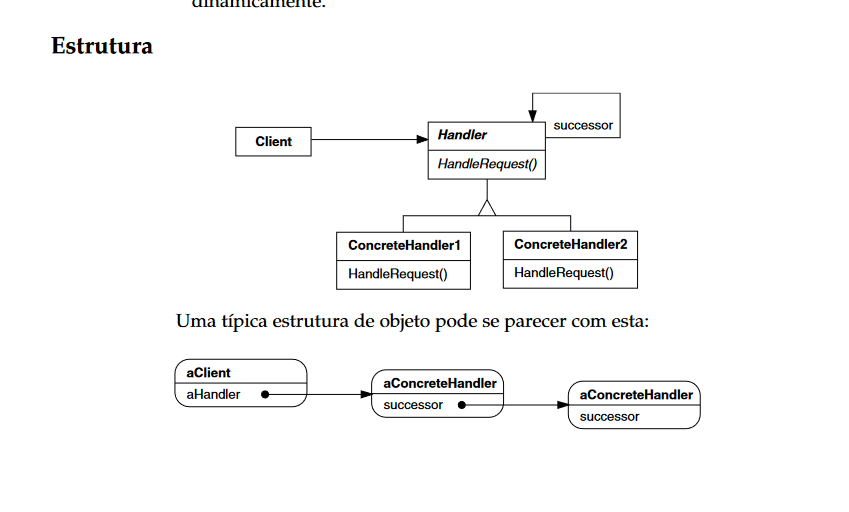 dinamicamente.
Estrutura
successor
Client
Handler
HandleRequest()
ConcreteHandler1
HandleRequest()
ConcreteHandler2
HandleRequest()
Uma típica estrutura de objeto pode se parecer com esta:
aClient
aHandler
aConcreteHandler
successor
aConcreteHandler
successor